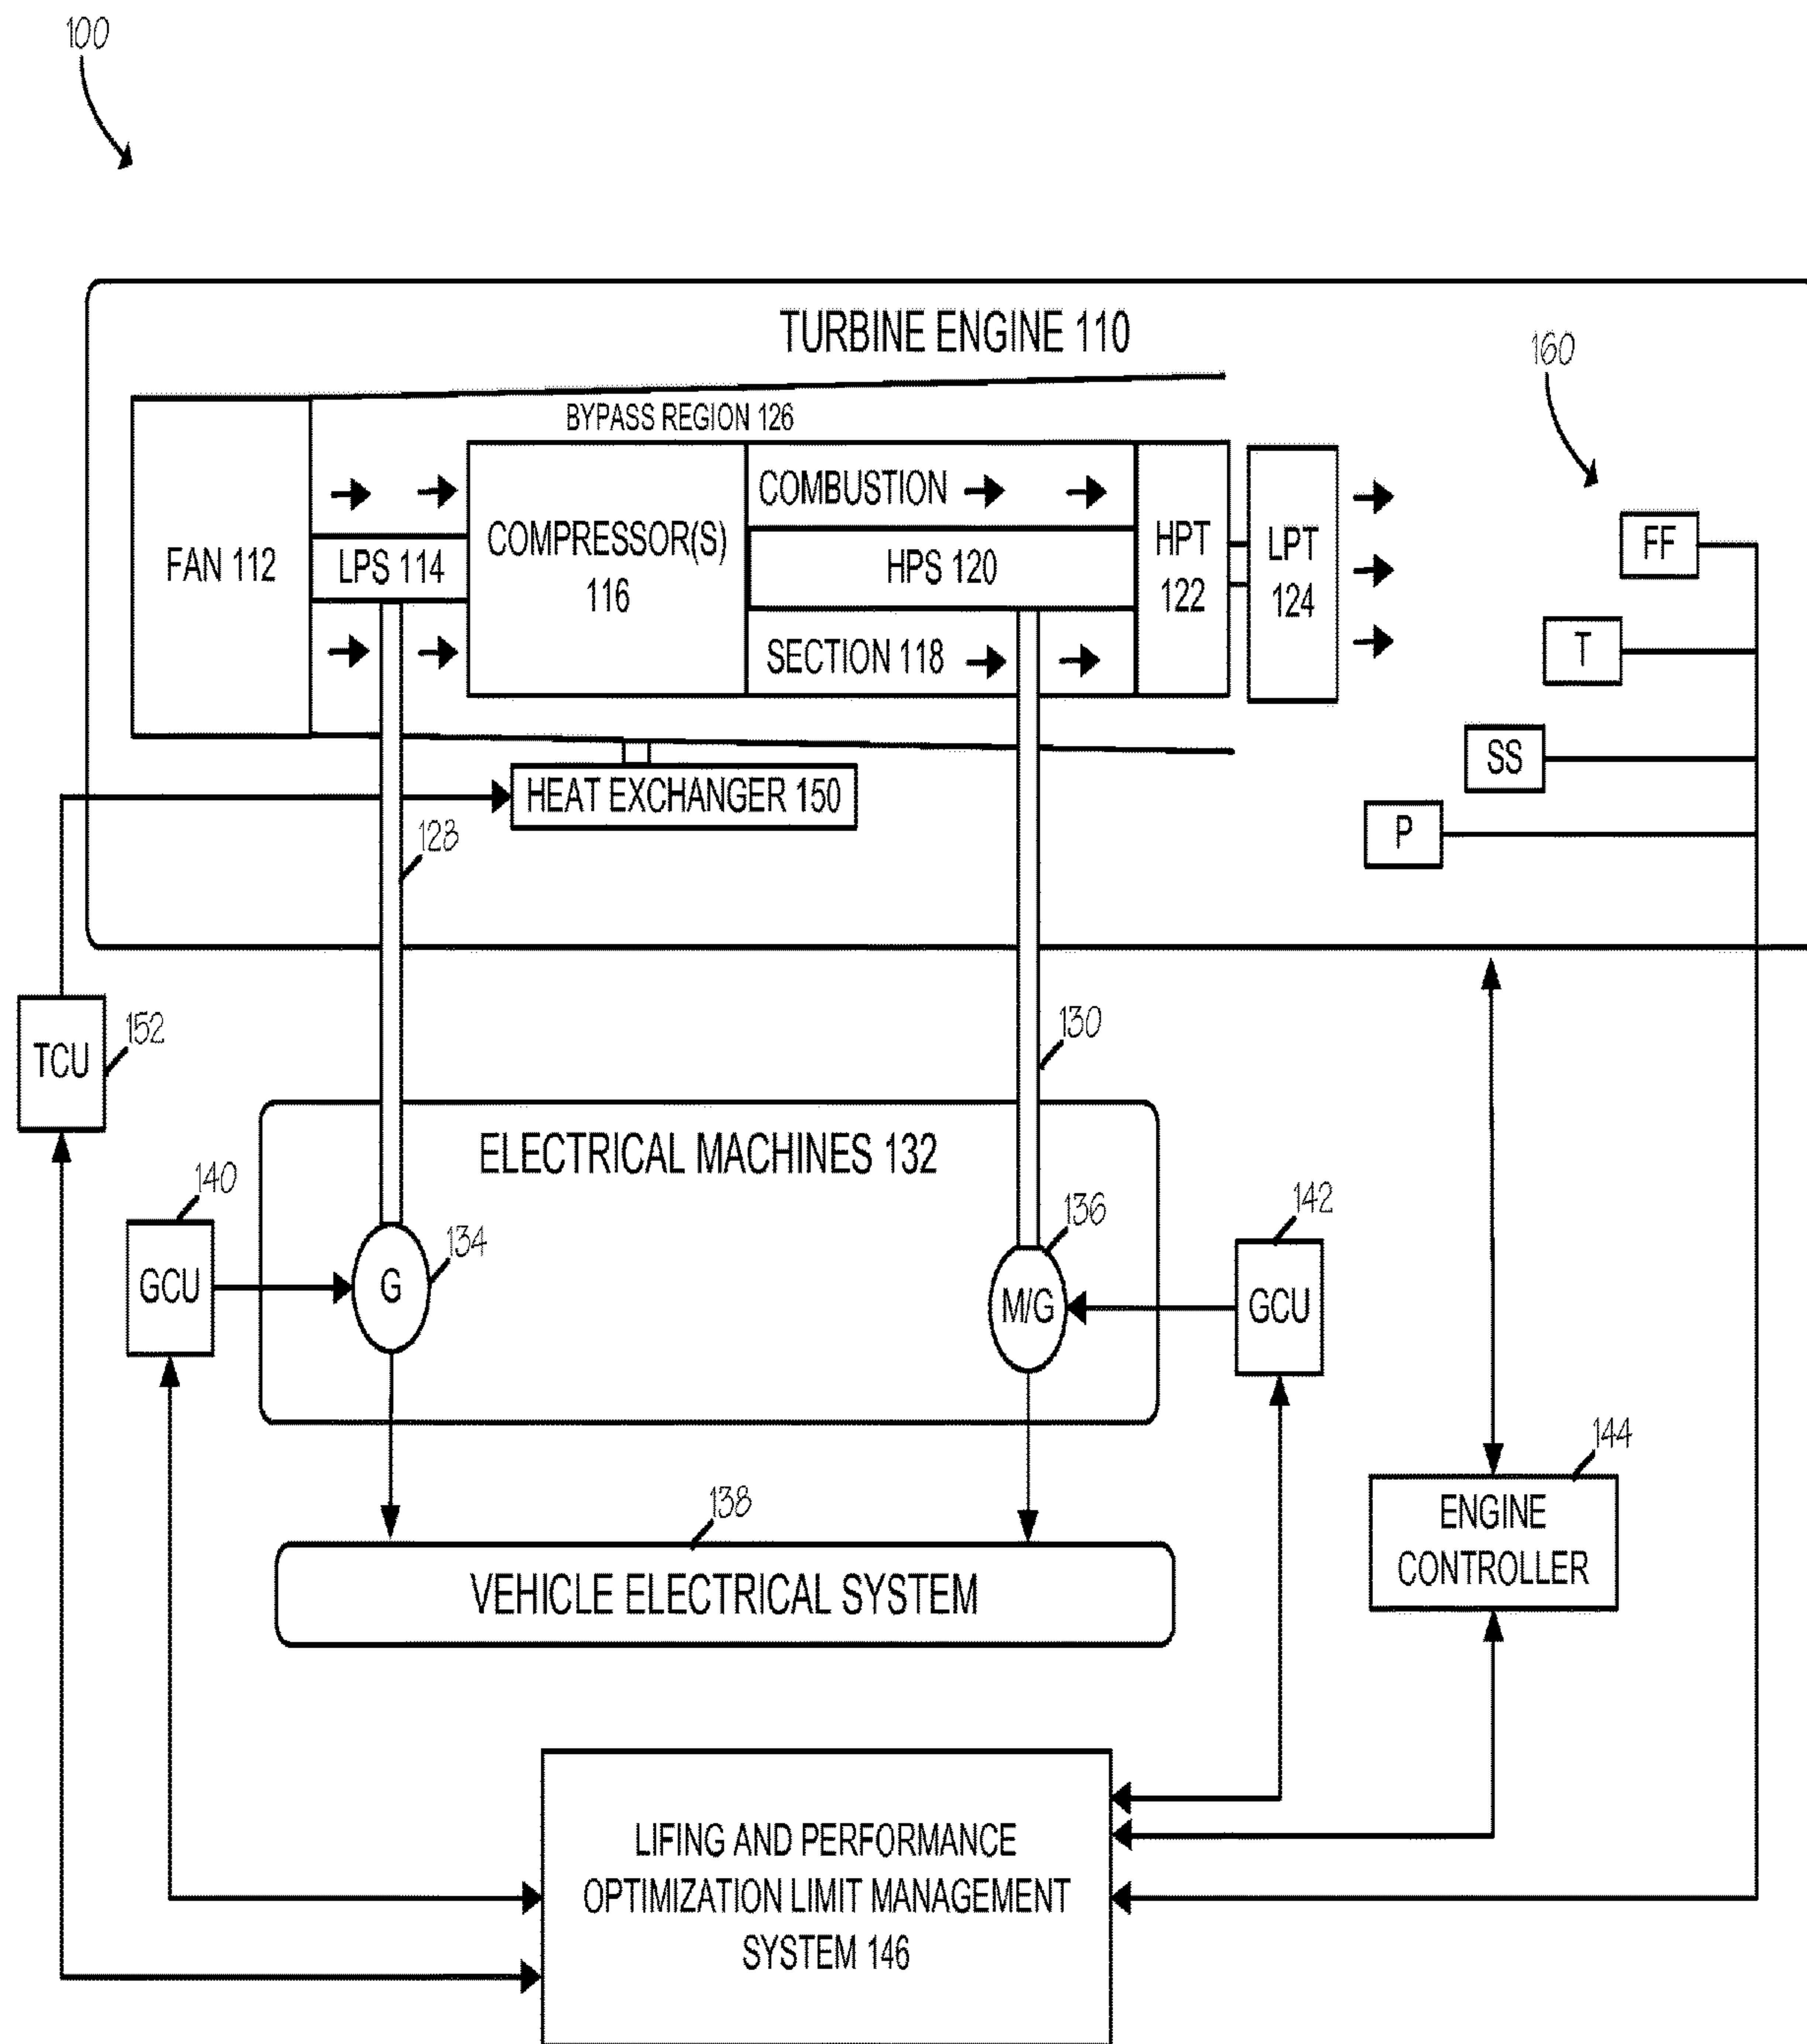 100
TURBINE ENGINE 110
160
BYPASS REGION 126
FAN 112
LPS 114
COMPRESSOR(S)
116
COMBUSTION
HPS 120
SECTION 118
HPT
122
LPT
124
FF
T
SS
P
HEAT EXCHANGER 150
128
TCU
152
130
ELECTRICAL MACHINES 132
140
GCU
G
134
M/G
136
142
GCU
144
ENGINE
CONTROLLER
138
VEHICLE ELECTRICAL SYSTEM
LIFING AND PERFORMANCE
OPTIMIZATION LIMIT MANAGEMENT
SYSTEM 146